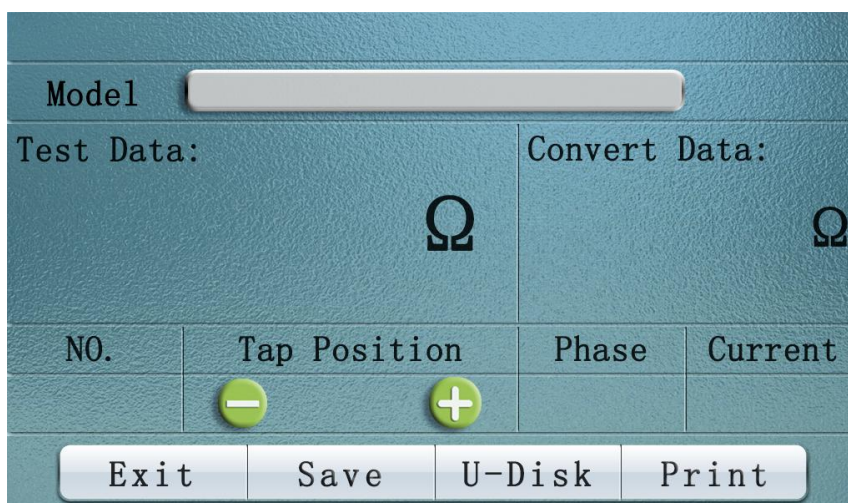 Model
Test Data: Convert Data:
Ω Ω
NO. Tap Position Phase Current
Exit Save U-Disk Print